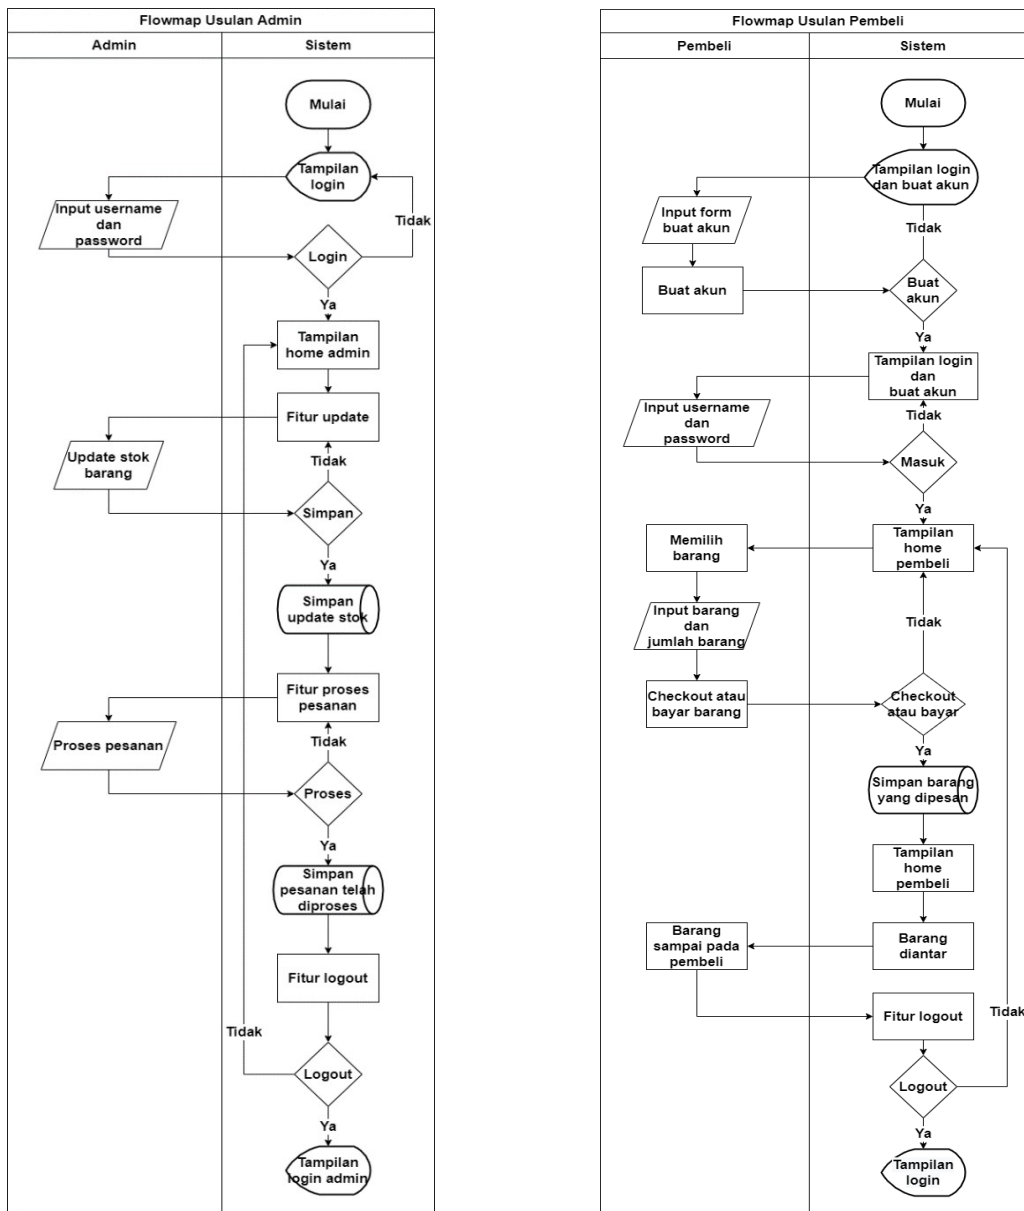 Flowmap Usulan Admin
Admin
Sistem
Mulai
Tampilan
login
Input username
dan
password
Tidak
Login
Ya
Tampilan
home admin
Fitur update
Update stok
barang
Tidak
Simpan
Ya
Simpan
update stok
Fitur proses
pesanan
Proses pesanan
Tidak
Proses
Ya
Simpan
pesanan telah
diproses
Fitur logout
Tidak
Logout
Ya
Tampilan
login admin
Flowmap Usulan Pembeli
Pembeli
Sistem
Mulai
Tampilan login
dan buat akun
Input form
buat akun
Tidak
Buat akun
Buat
akun
Ya
Tampilan login
dan
buat akun
Input username
dan
password
Tidak
Masuk
Ya
Tampilan
home
pembeli
Memilih
barang
Input barang
dan
jumlah barang
Tidak
Checkout atau
bayar barang
Checkout
atau bayar
Ya
Simpan barang
yang dipesan
Tampilan
home
pembeli
Barang
diantar
Barang
sampai pada
pembeli
Fitur logout
Tidak
Logout
Ya
Tampilan
login